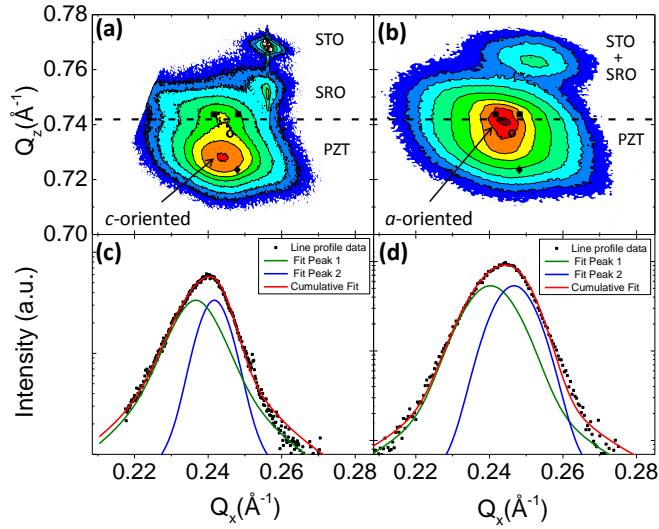 (a)
STO
SRO
PZT
c-oriented
(b)
STO
+
SRO
PZT
a-oriented
0.78
0.76
0.74
0.72
0.70
Qz(Å-1)
(c)
Line profile data
Fit Peak 1
Fit Peak 2
Cumulative Fit
(d)
Line profile data
Fit Peak 1
Fit Peak 2
Cumulative Fit
Intensity (a.u.)
0.22 0.24 0.26 0.28
0.22 0.24 0.26 0.28
Qx(Å-1)
Qx(Å-1)